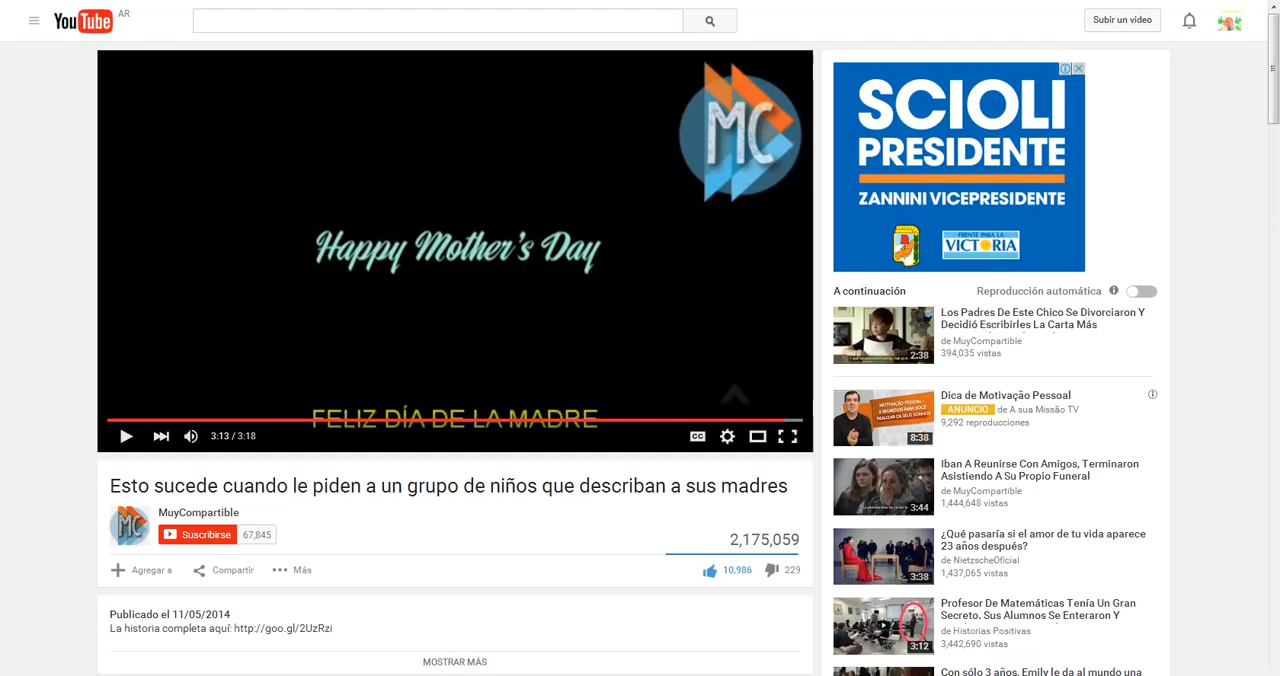 YouTube AR
Subir un video
MC
Happy Mother's Day
FELIZ DÍA DE LA MADRE
3:13 / 3:18
CC
Esto sucede cuando le piden a un grupo de niños que describan a sus madres
MC
MuyCompartible
Suscribirse 67,845
2,175,059
Agregar a Compartir Más
10,986 229
Publicado el 11/05/2014
La historia completa aquí: http://goo.gl/2UzRzi
MOSTRAR MÁS
SCIOLI
PRESIDENTE
ZANNINI VICEPRESIDENTE
FRENTE PARA LA
VICTORIA
A continuación Reproducción automática
Los Padres De Este Chico Se Divorciaron Y
Decidió Escribirles La Carta Más
de MuyCompartible
394,035 vistas
2:38
Dica de Motivação Pessoal
ANUNCIO de A sua Missão TV
9,292 reproducciones
8:38
Iban A Reunirse Con Amigos, Terminaron
Asistiendo A Su Propio Funeral
de MuyCompartible
1,444,648 vistas
3:44
¿Qué pasaría si el amor de tu vida aparece
23 años después?
de NietzscheOficial
1,437,065 vistas
3:38
Profesor De Matemáticas Tenía Un Gran
Secreto. Sus Alumnos Se Enteraron Y
de Historias Positivas
3,442,690 vistas
3:12
Con sólo 3 años, Emily le da al mundo una